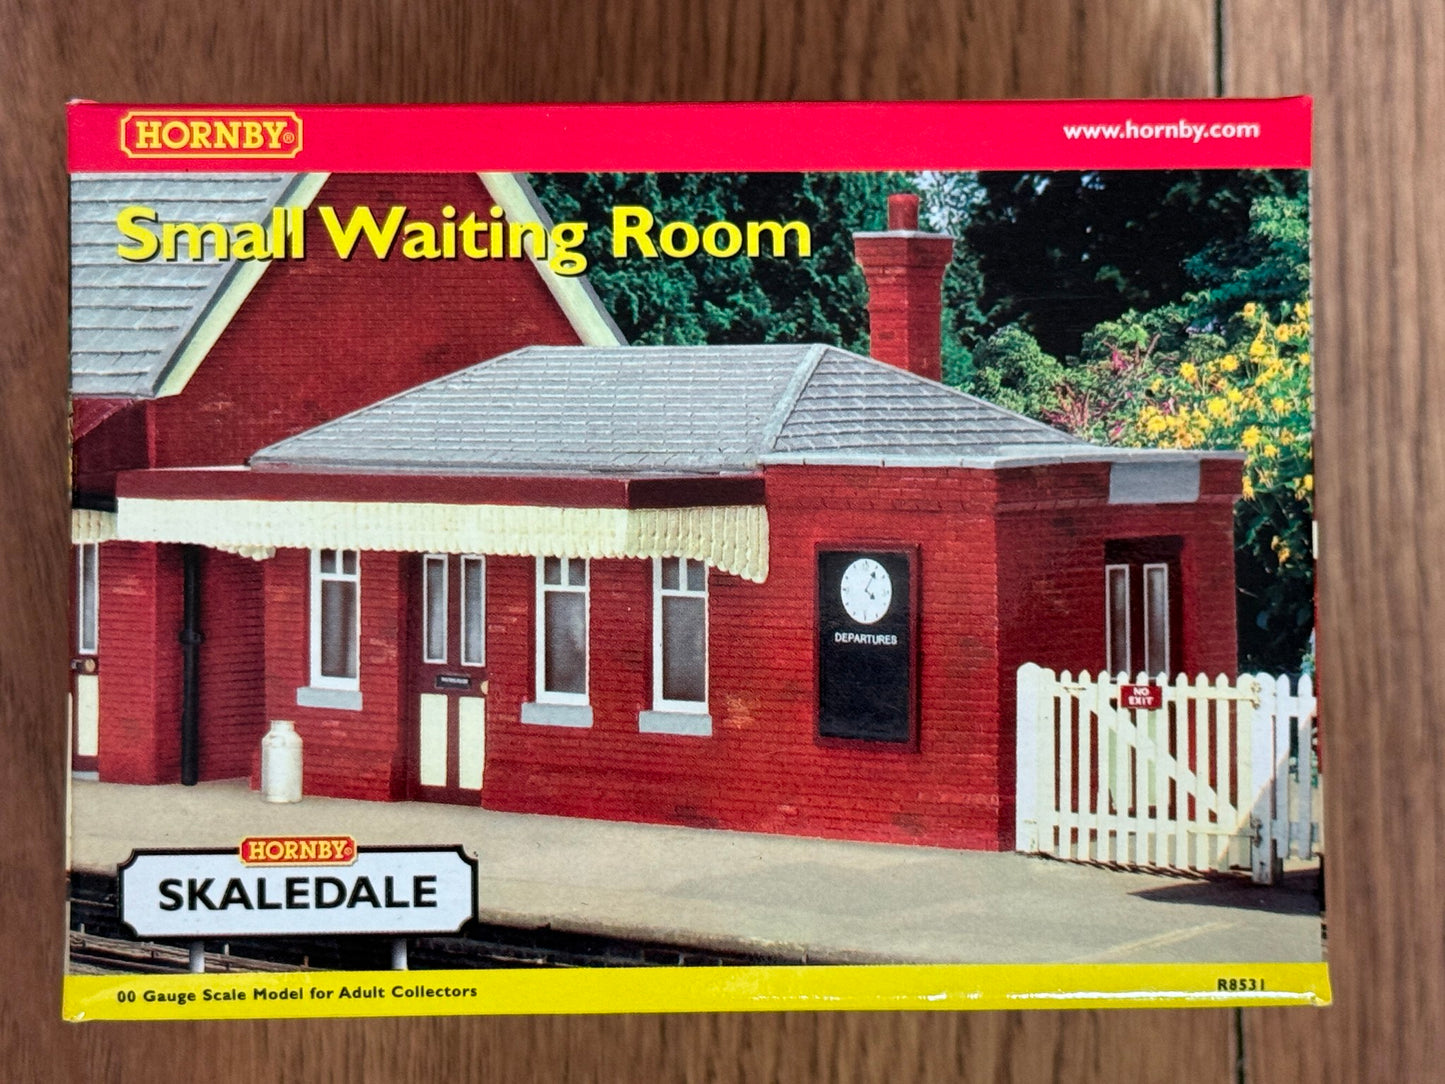 HORNBY®
www.hornby.com
Small Waiting Room
DEPARTURES
NO
EXIT
HORNBY®
SKALEDALE
00 Gauge Scale Model for Adult Collectors
R8531